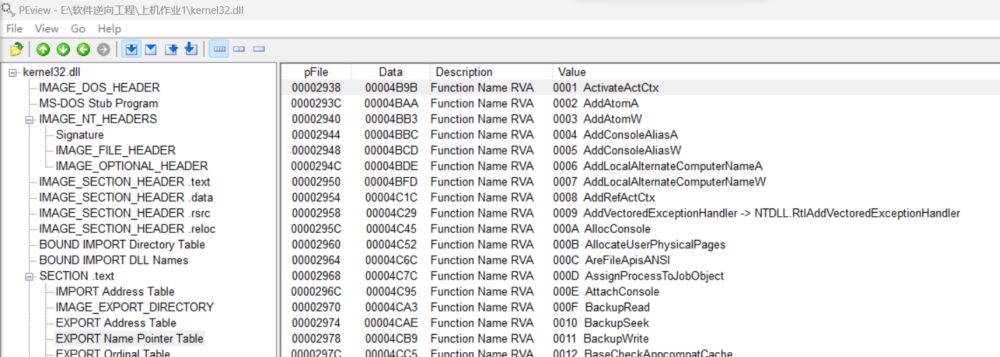 PEview - E:\软件逆向工程\上机作业1\kernel32.dll
File View Go Help
kernel32.dll
IMAGE_DOS_HEADER
MS-DOS Stub Program
IMAGE_NT_HEADERS
Signature
IMAGE_FILE_HEADER
IMAGE_OPTIONAL_HEADER
IMAGE_SECTION_HEADER .text
IMAGE_SECTION_HEADER .data
IMAGE_SECTION_HEADER .rsrc
IMAGE_SECTION_HEADER .reloc
BOUND IMPORT Directory Table
BOUND IMPORT DLL Names
SECTION .text
IMPORT Address Table
IMAGE_EXPORT_DIRECTORY
EXPORT Address Table
EXPORT Name Pointer Table
EXPORT Ordinal Table
pFile Data Description Value
00002938 00004B9B Function Name RVA 0001 ActivateActCtx
0000293C 00004BAA Function Name RVA 0002 AddAtomA
00002940 00004BB3 Function Name RVA 0003 AddAtomW
00002944 00004BBC Function Name RVA 0004 AddConsoleAliasA
00002948 00004BCD Function Name RVA 0005 AddConsoleAliasW
0000294C 00004BDE Function Name RVA 0006 AddLocalAlternateComputerNameA
00002950 00004BFD Function Name RVA 0007 AddLocalAlternateComputerNameW
00002954 00004C1C Function Name RVA 0008 AddRefActCtx
00002958 00004C29 Function Name RVA 0009 AddVectoredExceptionHandler -> NTDLL.RtlAddVectoredExceptionHandler
0000295C 00004C45 Function Name RVA 000A AllocConsole
00002960 00004C52 Function Name RVA 000B AllocateUserPhysicalPages
00002964 00004C6C Function Name RVA 000C AreFileApisANSI
00002968 00004C7C Function Name RVA 000D AssignProcessToJobObject
0000296C 00004C95 Function Name RVA 000E AttachConsole
00002970 00004CA3 Function Name RVA 000F BackupRead
00002974 00004CAE Function Name RVA 0010 BackupSeek
00002978 00004CB9 Function Name RVA 0011 BackupWrite
0000297C 00004CC5 Function Name RVA 0012 BaseCheckAppcompatCache